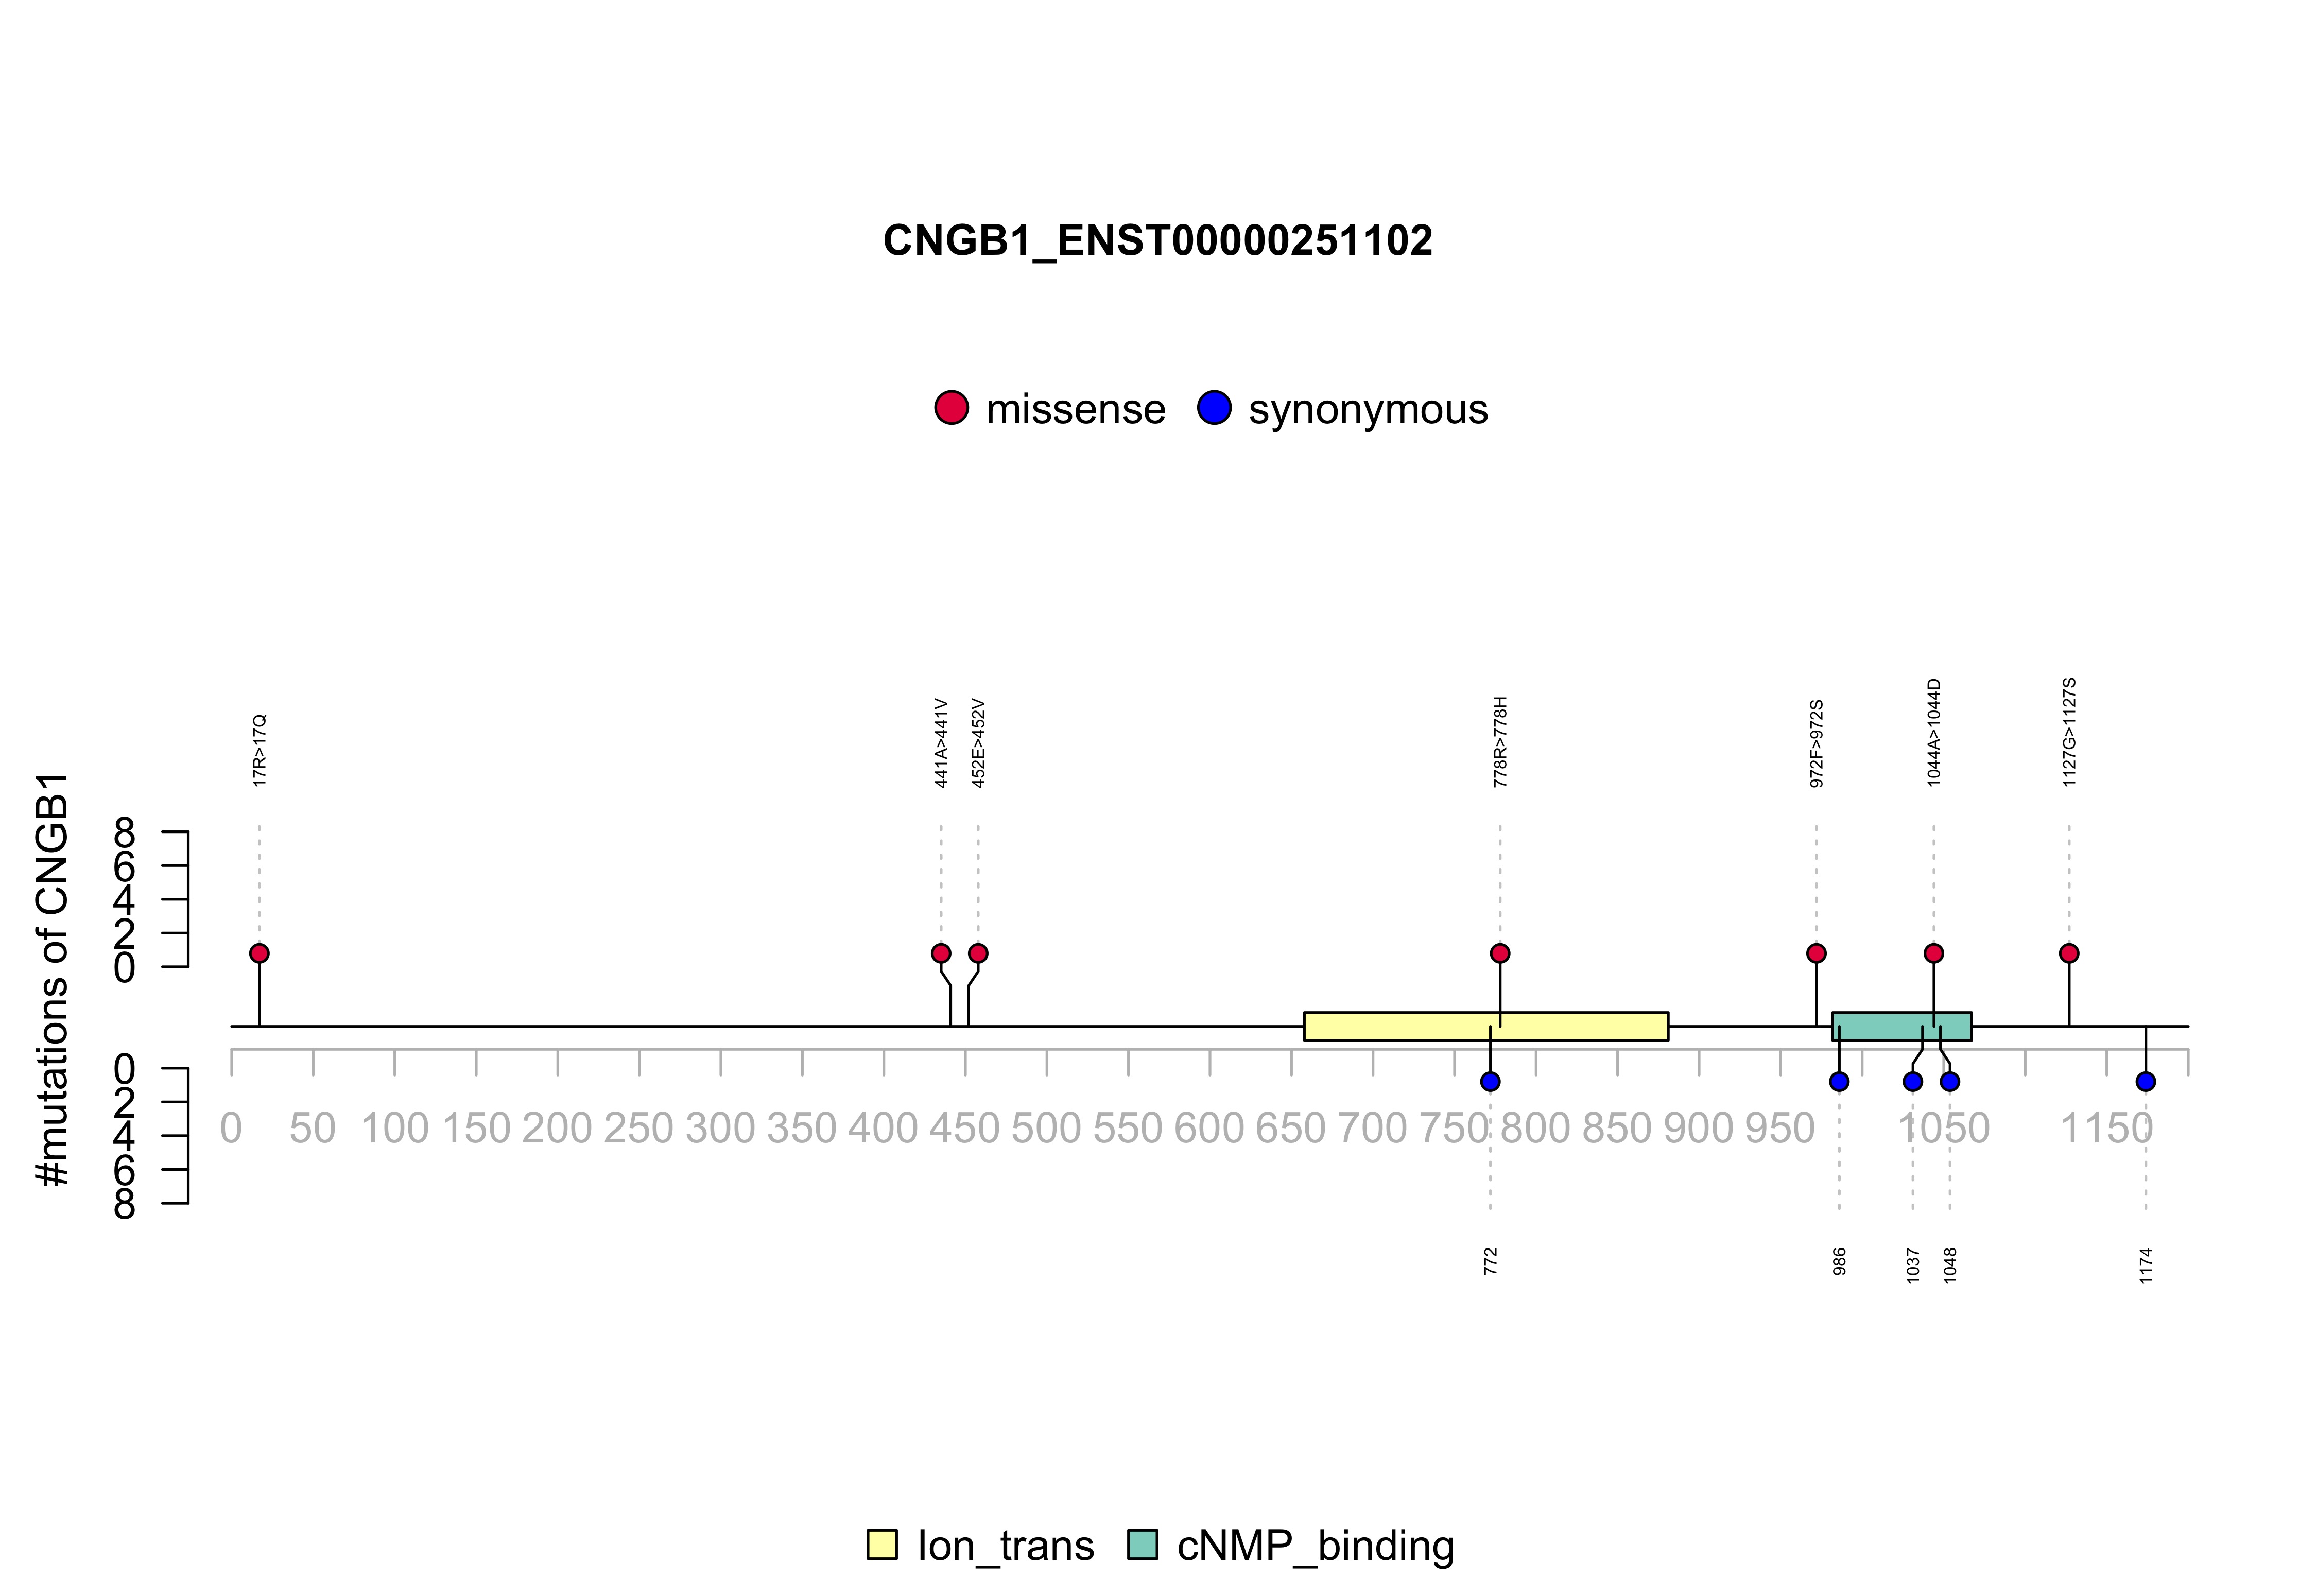 CNGB1_ENST00000251102
missense synonymous
17R>17Q 441A>441V 452E>452V 778R>778H 972F>972S 1044A>1044D 1127G>1127S
#mutations of CNGB1
8
6
4
2
0
0
2
4
6
8
0 50 100 150 200 250 300 350 400 450 500 550 600 650 700 750 800 850 900 950 1050 1150
772 986 1037 1048 1174
Ion_trans cNMP_binding